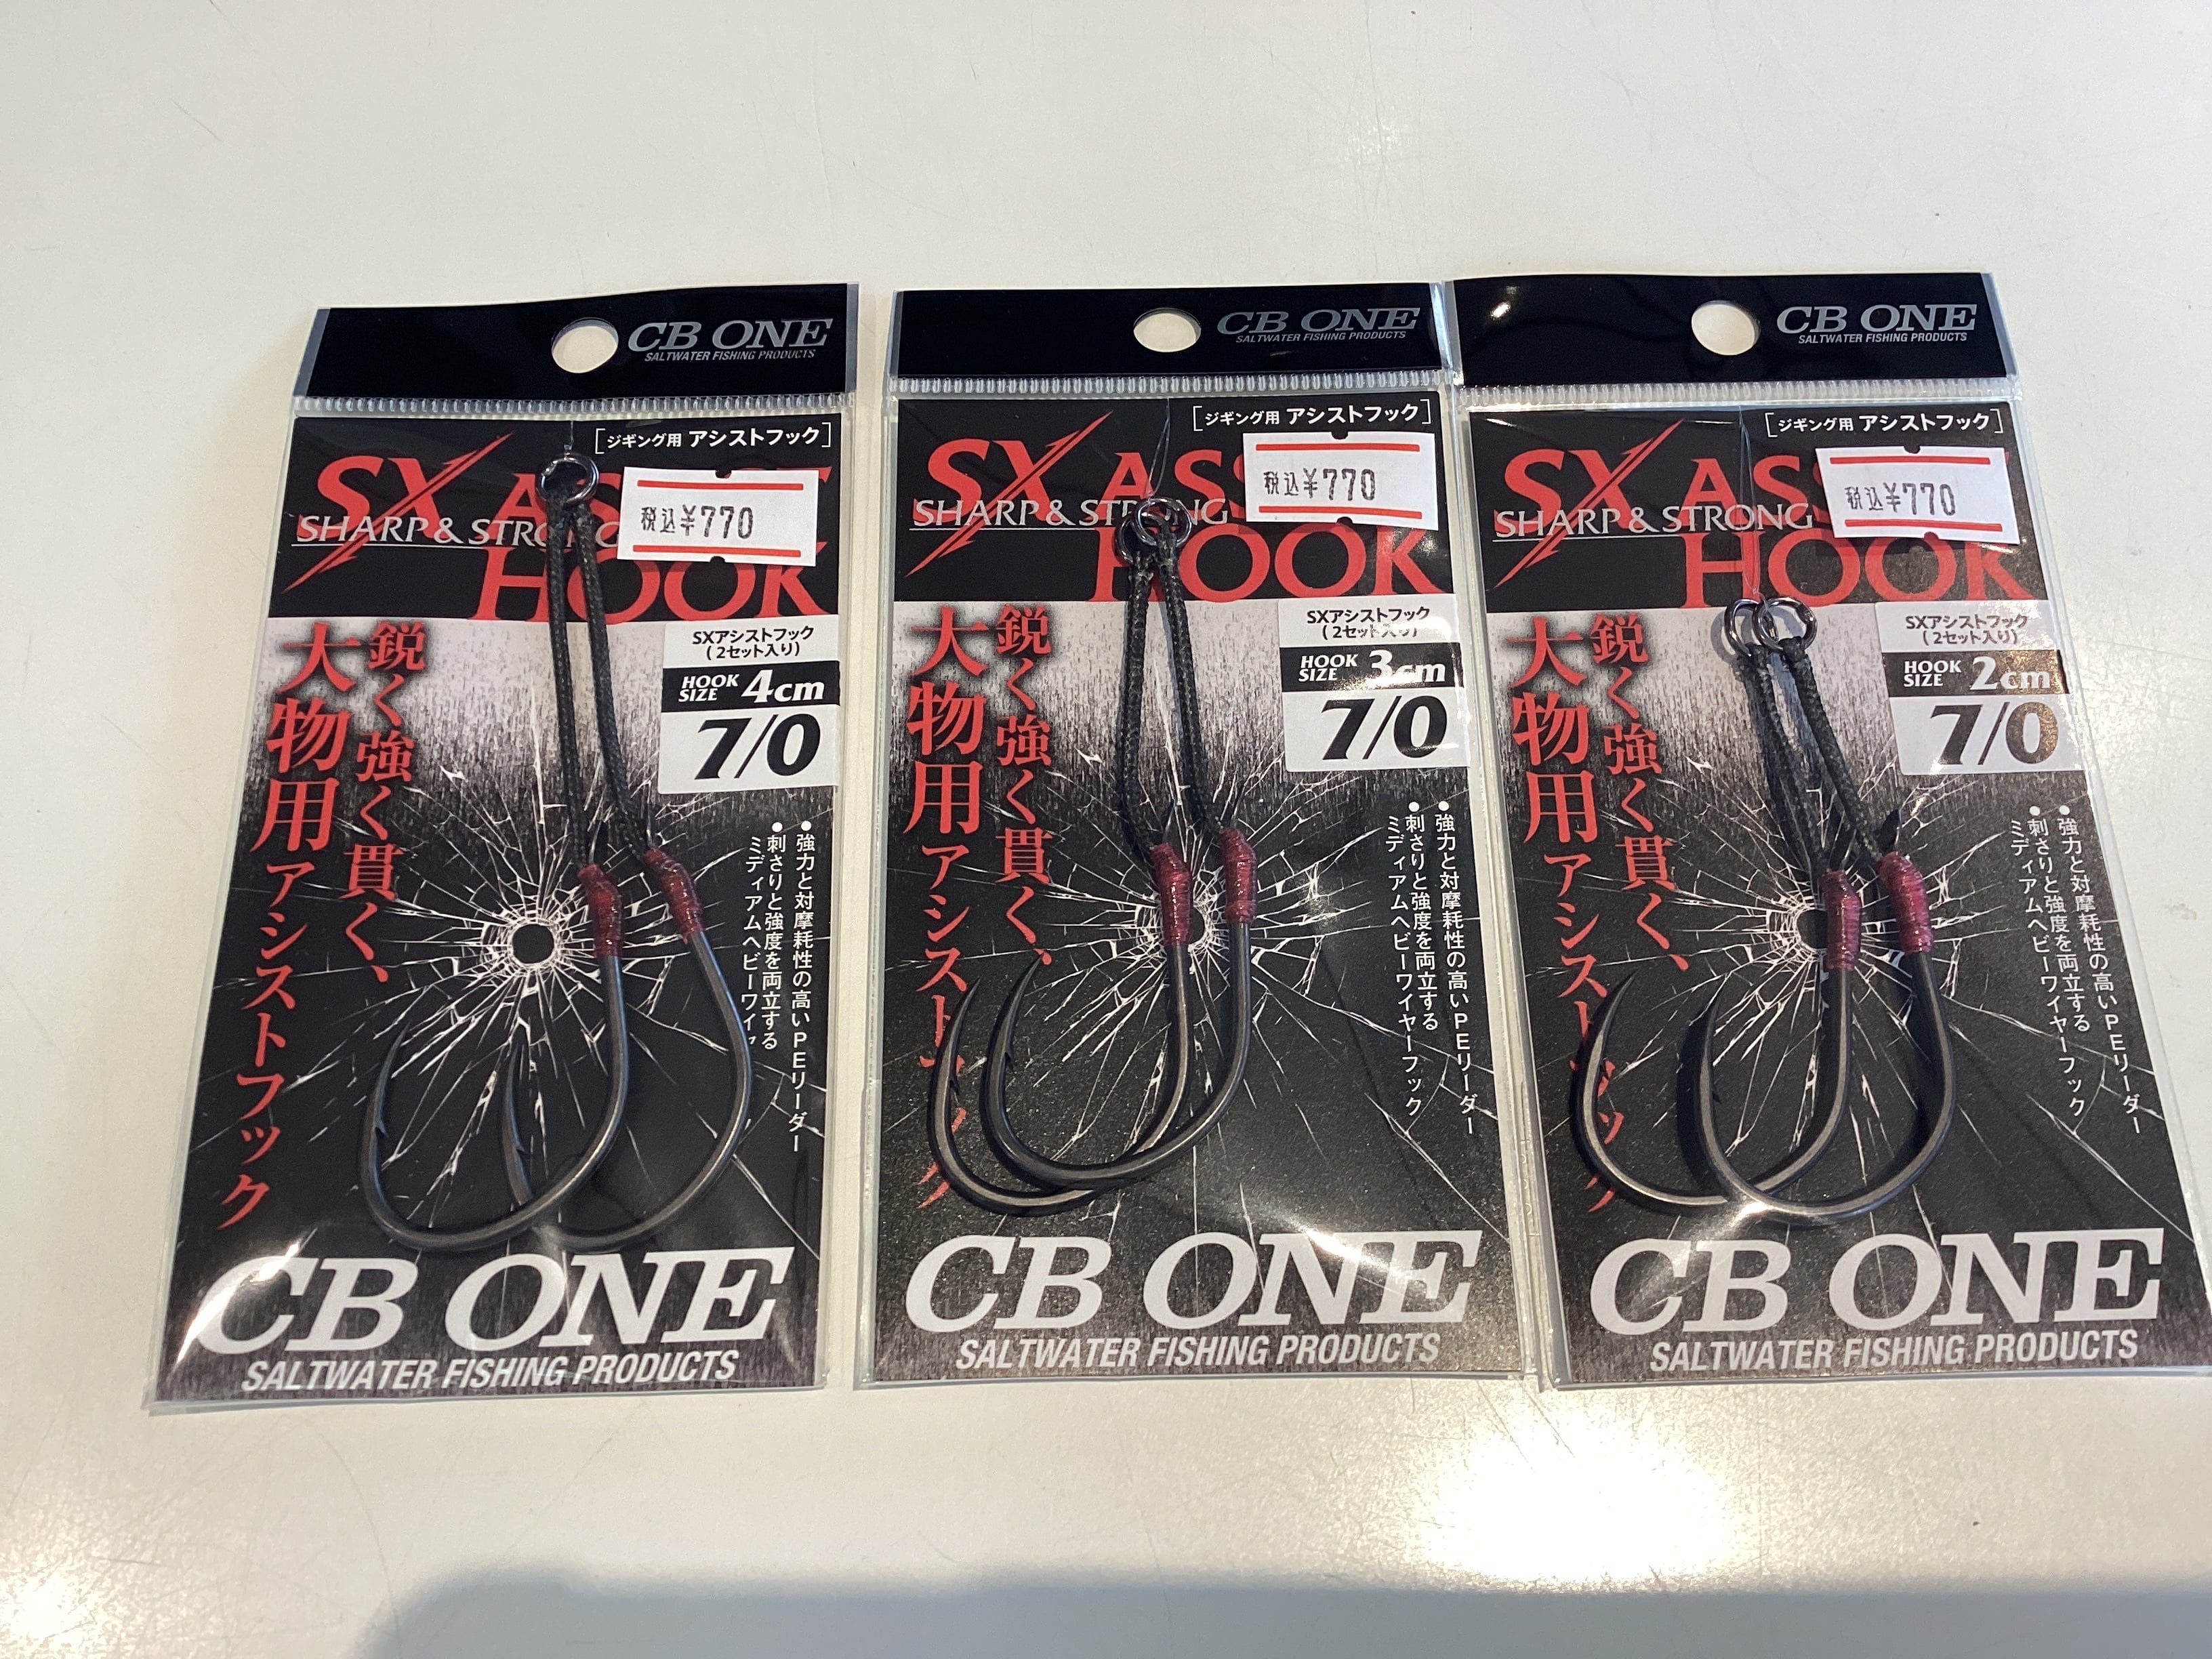 CB ONE
SALTWATER FISHING PRODUCTS
[ジギング用 アシストフック]
SX
SHARP & STRONG
HOOK
税込¥770
SXアシストフック
(2セット入り)
HOOK SIZE 4cm
7/0
鋭く強く貫く、
大物用アシストフック
●強力と対摩耗性の高いPEリーダー
●刺さりと強度を両立する
ミディアムヘビーワイヤ
CB ONE
SALTWATER FISHING PRODUCTS
CB ONE
SALTWATER FISHING PRODUCTS
[ジギング用 アシストフック]
SX
SHARP & STRONG
HOOK
税込¥770
SXアシストフック
(2セット入り)
HOOK SIZE 3cm
7/0
鋭く強く貫く、
大物用アシストフック
●強力と対摩耗性の高いPEリーダー
●刺さりと強度を両立する
ミディアムヘビーワイヤーフック
CB ONE
SALTWATER FISHING PRODUCTS
CB ONE
SALTWATER FISHING PRODUCTS
[ジギング用 アシストフック]
SX
SHARP & STRONG
HOOK
税込¥770
SXアシストフック
(2セット入り)
HOOK SIZE 2cm
7/0
鋭く強く貫く、
大物用アシストフック
●強力と対摩耗性の高いPEリーダー
●刺さりと強度を両立する
ミディアムヘビーワイヤーフック
CB ONE
SALTWATER FISHING PRODUCTS